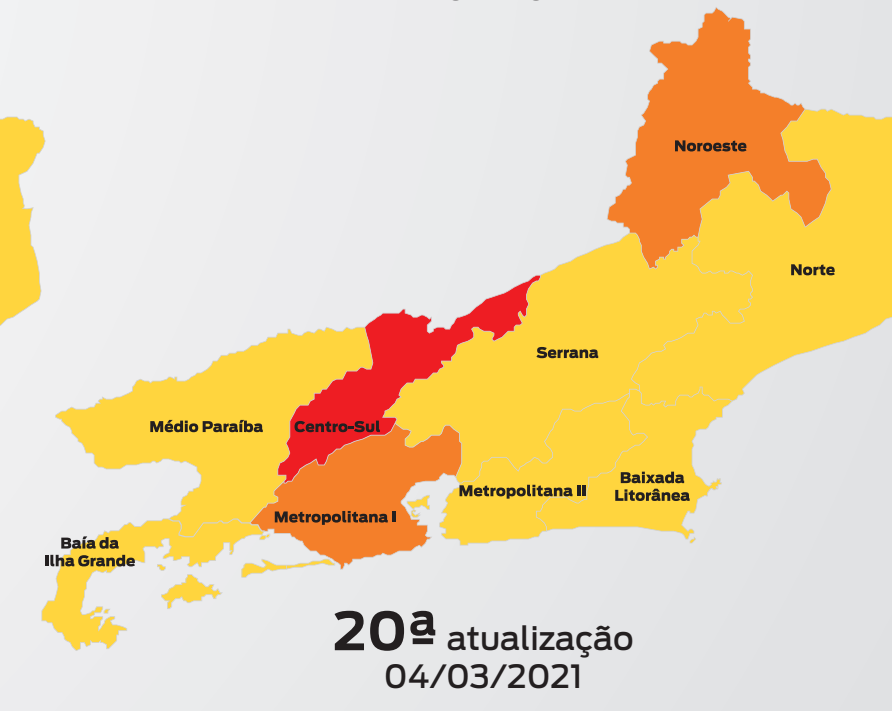 Noroeste
Norte
Serrana
Médio Paraíba
Centro-Sul
Baixada
Litorânea
Metropolitana II
Metropolitana I
Baía da
Ilha Grande
20ª atualização
04/03/2021